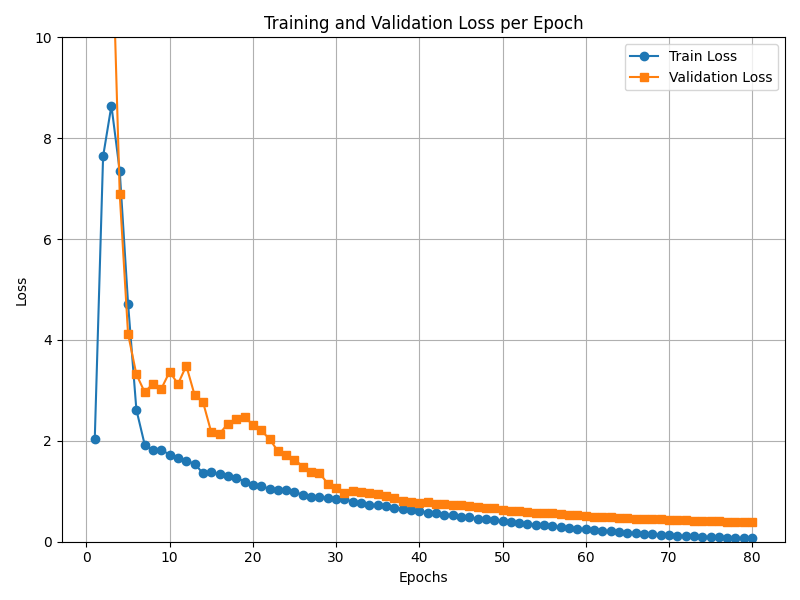 Training and Validation Loss per Epoch
Train Loss
Validation Loss
Loss
10
8
6
4
2
0
0 10 20 30 40 50 60 70 80
Epochs